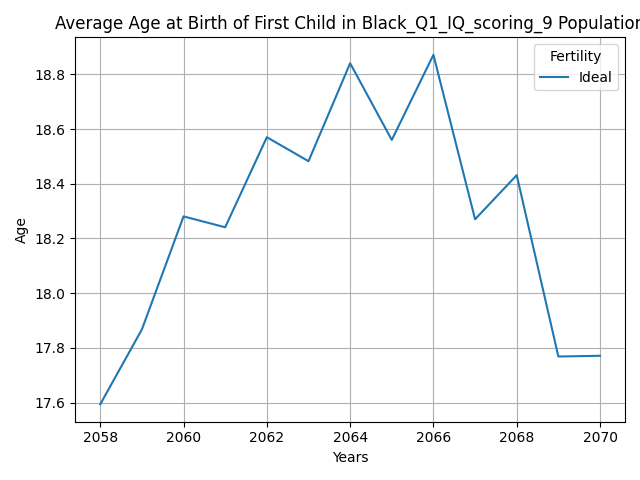 Average Age at Birth of First Child in Black_Q1_IQ_scoring_9 Population
Fertility
Ideal
18.8
18.6
18.4
18.2
18.0
17.8
17.6
Age
2058
2060
2062
2064
2066
2068
2070
Years